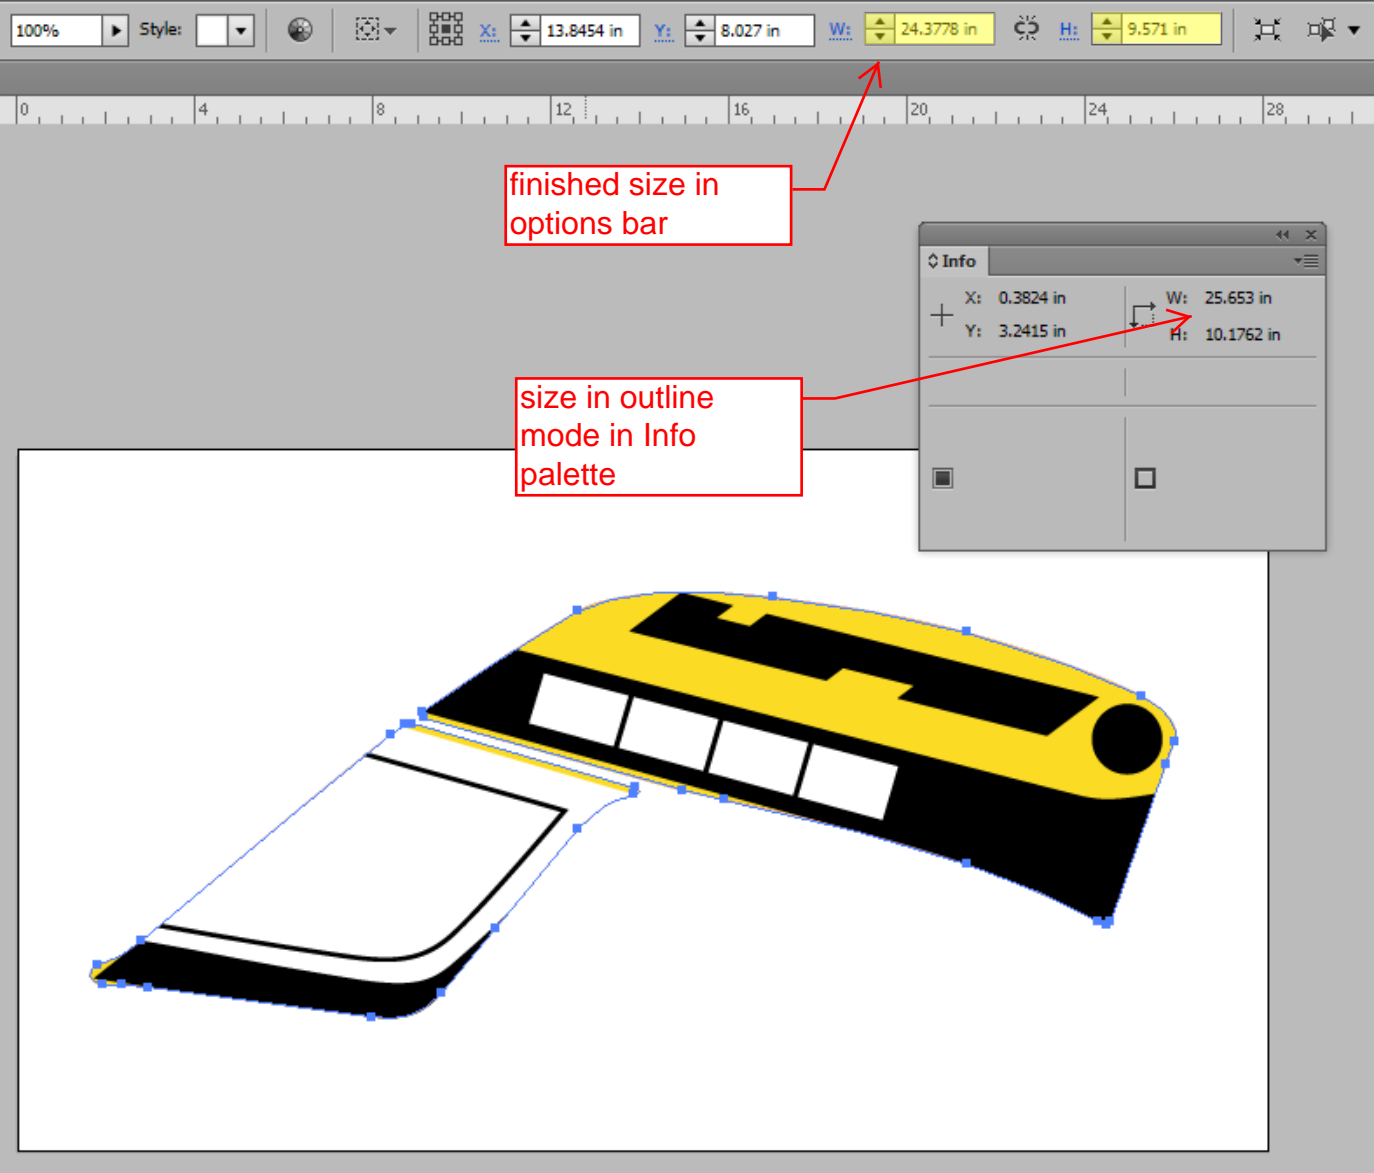 100% Style: X: 13.8454 in Y: 8.027 in W: 24.3778 in H: 9.571 in
0 4 8 12 16 20 24 28
finished size in
options bar
Info
X: 0.3824 in W: 25.653 in
Y: 3.2415 in H: 10.1762 in
size in outline
mode in Info
palette